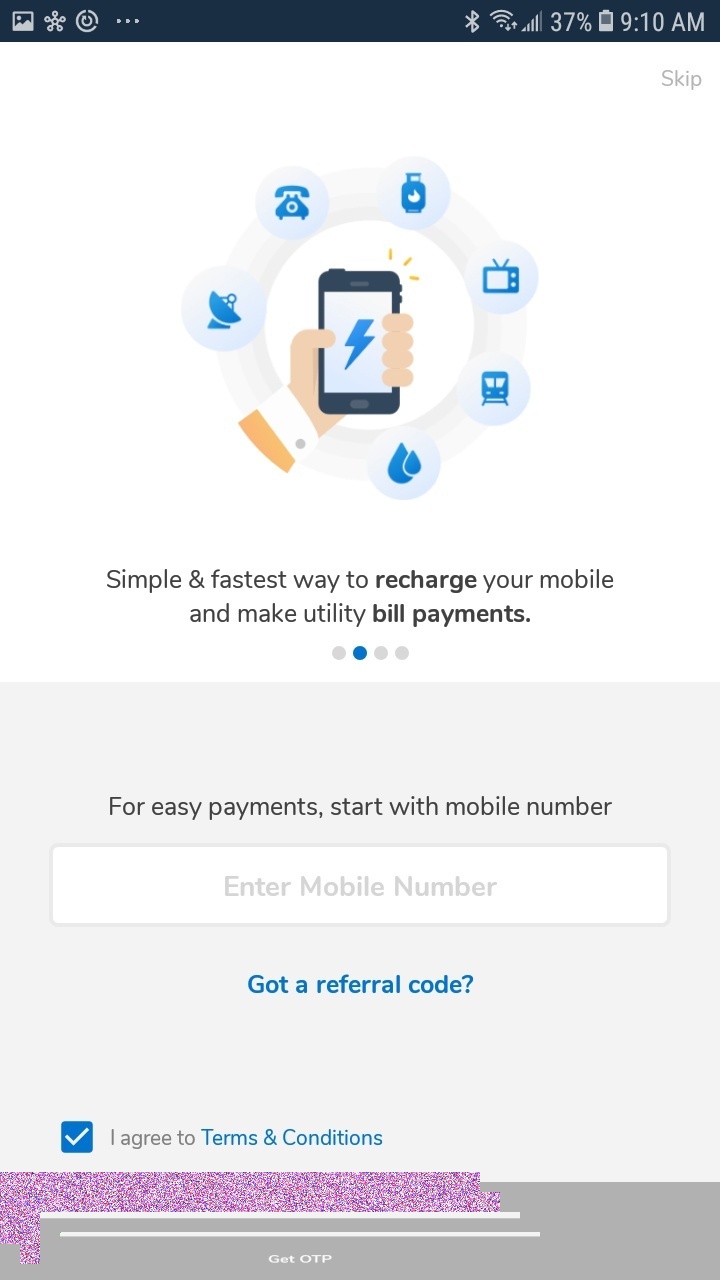 37% 9:10 AM
Skip
Simple & fastest way to recharge your mobile
and make utility bill payments.
For easy payments, start with mobile number
Enter Mobile Number
Got a referral code?
I agree to Terms & Conditions
Get OTP